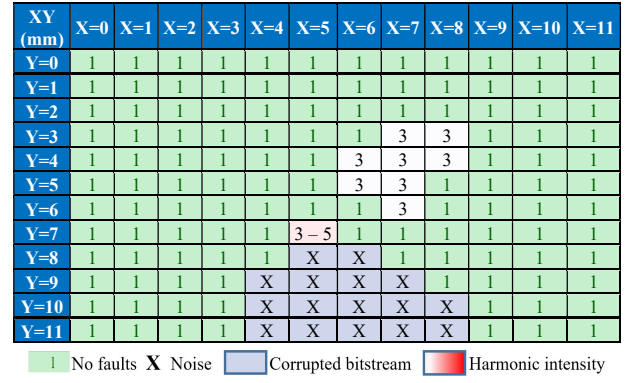 XY (mm) X=0 X=1 X=2 X=3 X=4 X=5 X=6 X=7 X=8 X=9 X=10 X=11
Y=0 1 1 1 1 1 1 1 1 1 1 1 1
Y=1 1 1 1 1 1 1 1 1 1 1 1 1
Y=2 1 1 1 1 1 1 1 1 1 1 1 1
Y=3 1 1 1 1 1 1 1 3 3 1 1 1
Y=4 1 1 1 1 1 1 3 3 3 1 1 1
Y=5 1 1 1 1 1 1 3 3 1 1 1 1
Y=6 1 1 1 1 1 1 1 3 1 1 1 1
Y=7 1 1 1 1 1 3 – 5 1 1 1 1 1 1
Y=8 1 1 1 1 1 X X 1 1 1 1 1
Y=9 1 1 1 1 X X X X 1 1 1 1
Y=10 1 1 1 1 X X X X X 1 1 1
Y=11 1 1 1 1 X X X X X 1 1 1
1 No faults X Noise Corrupted bitstream Harmonic intensity